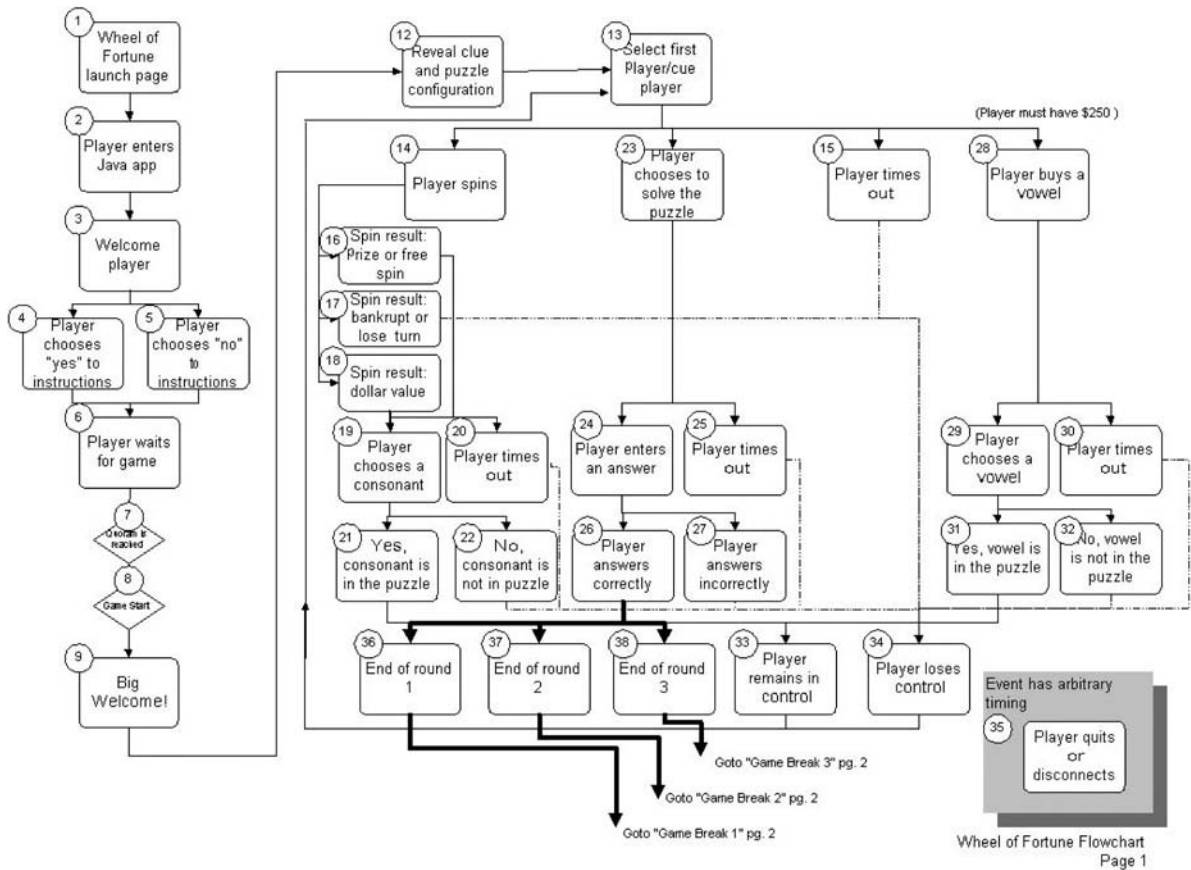 1
Wheel of
Fortune
launch page
2
Player enters
Java app
3
Welcome
player
4
Player
chooses
"yes" to
instructions
5
Player
chooses "no"
to
instructions
6
Player waits
for game
7
Quoram is
reached
8
Game Start
9
Big
Welcome!
12
Reveal clue
and puzzle
configuration
13
Select first
Player/cue
player
(Player must have $250 )
14
Player spins
23
Player
chooses to
solve the
puzzle
15
Player times
out
28
Player buys a
vowel
16
Spin result:
Prize or free
spin
17
Spin result:
bankrupt or
lose turn
18
Spin result:
dollar value
19
Player
chooses a
consonant
20
Player times
out
24
Player enters
an answer
25
Player times
out
29
Player
chooses a
vowel
30
Player times
out
21
Yes,
consonant is
in the puzzle
22
No,
consonant is
not in puzzle
26
Player
answers
correctly
27
Player
answers
incorrectly
31
Yes, vowel is
in the puzzle
32
No, vowel
is not in the
puzzle
36
End of round
1
37
End of round
2
38
End of round
3
33
Player
remains in
control
34
Player loses
control
Event has arbitrary
timing
35
Player quits
or
disconnects
Goto "Game Break 3" pg. 2
Goto "Game Break 2" pg. 2
Goto "Game Break 1" pg. 2
Wheel of Fortune Flowchart
Page 1